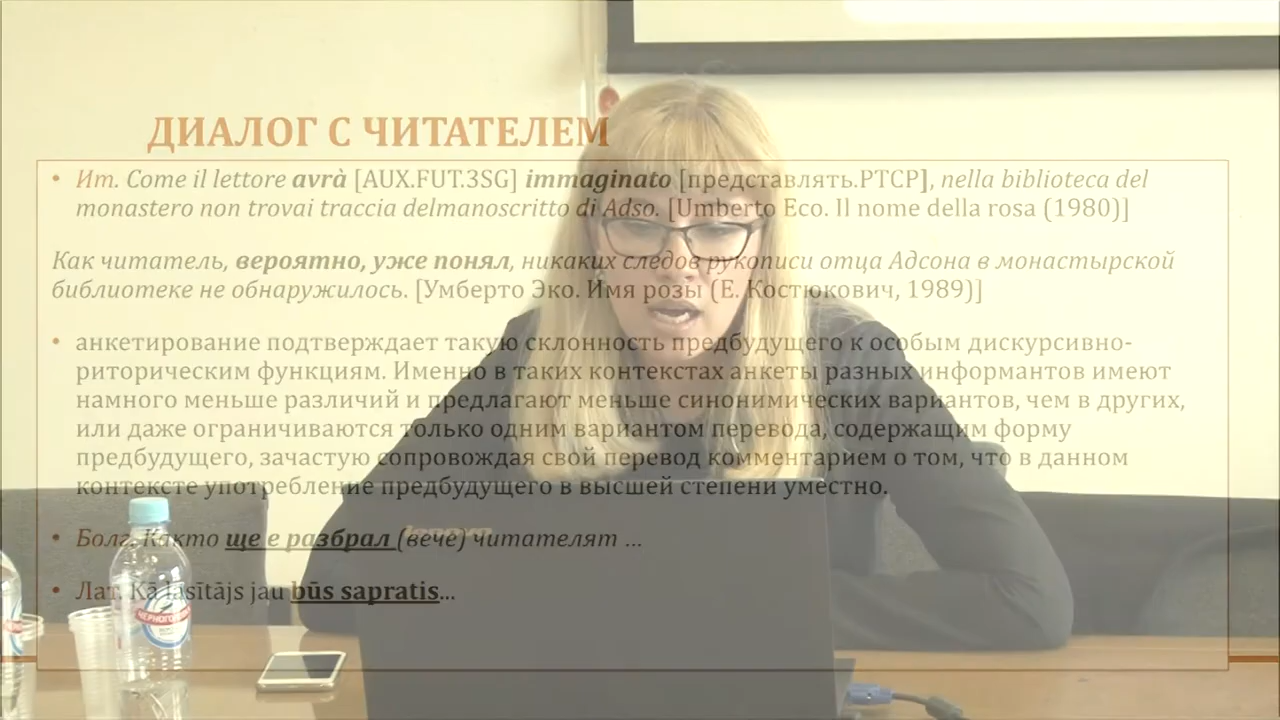 ДИАЛОГ С ЧИТАТЕЛЕМ
• Ит. Come il lettore avrà [AUX.FUT.3SG] immaginato [представлять.PTCP], nella biblioteca del
monastero non trovai traccia delmanoscritto di Adso. [Umberto Eco. Il nome della rosa (1980)]
Как читатель, вероятно, уже понял, никаких следов рукописи отца Адсона в монастырской
библиотеке не обнаружилось. [Умберто Эко. Имя розы (Е. Костюкович, 1989)]
• анкетирование подтверждает такую склонность предбудущего к особым дискурсивно-
риторическим функциям. Именно в таких контекстах анкеты разных информантов имеют
намного меньше различий и предлагают меньше синонимических вариантов, чем в других,
или даже ограничиваются только одним вариантом перевода, содержащим форму
предбудущего, зачастую сопровождая свой перевод комментарием о том, что в данном
контексте употребление предбудущего в высшей степени уместно.
lenovo
• Болг. Както ще е разбрал (вече) читателят ...
• Лат. Kā lasītājs jau būs sapratis...